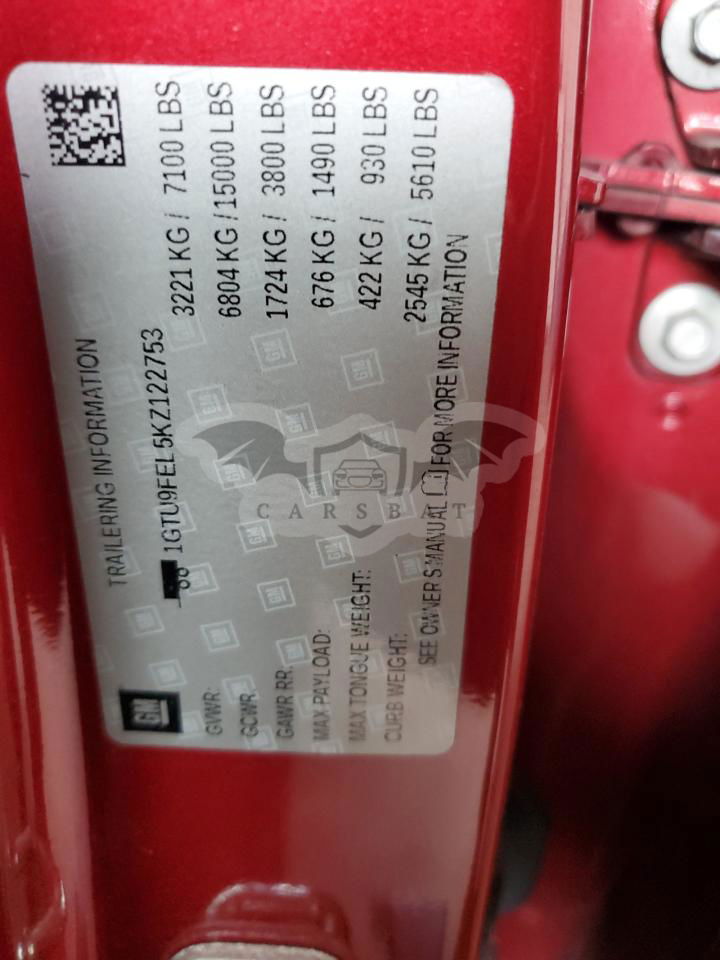 TRAILERING INFORMATION
1GTU9FEL5KZ122753
GM
GVWR: 3221 KG / 7100 LBS
GCWR: 6804 KG / 15000 LBS
GAWR RR: 1724 KG / 3800 LBS
MAX PAYLOAD: 676 KG / 1490 LBS
MAX TONGUE WEIGHT: 422 KG / 930 LBS
CURB WEIGHT: 2545 KG / 5610 LBS
SEE OWNER'S MANUAL FOR MORE INFORMATION
CARSBAT